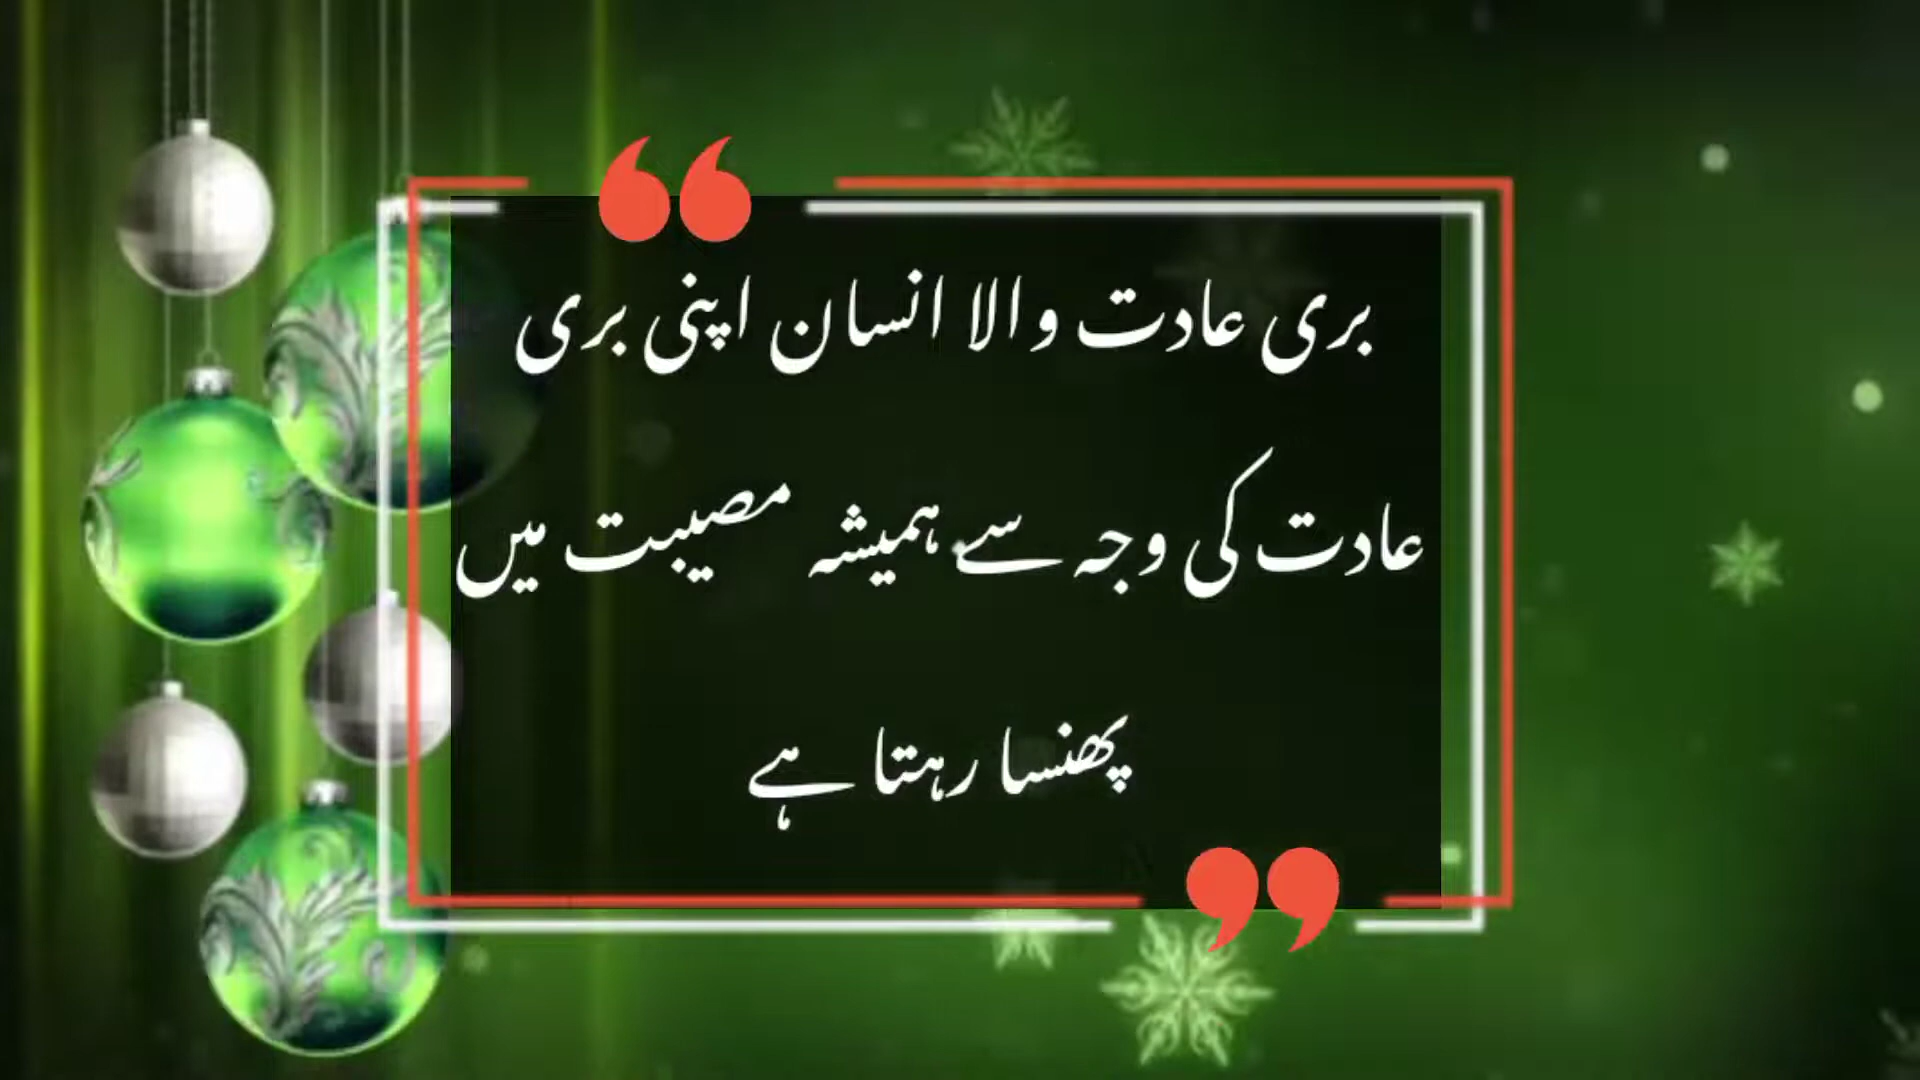 بری عادت والا انسان اپنی بری
عادت کی وجہ سے ہمیشہ مصیبت میں
پھنسا رہتا ہے